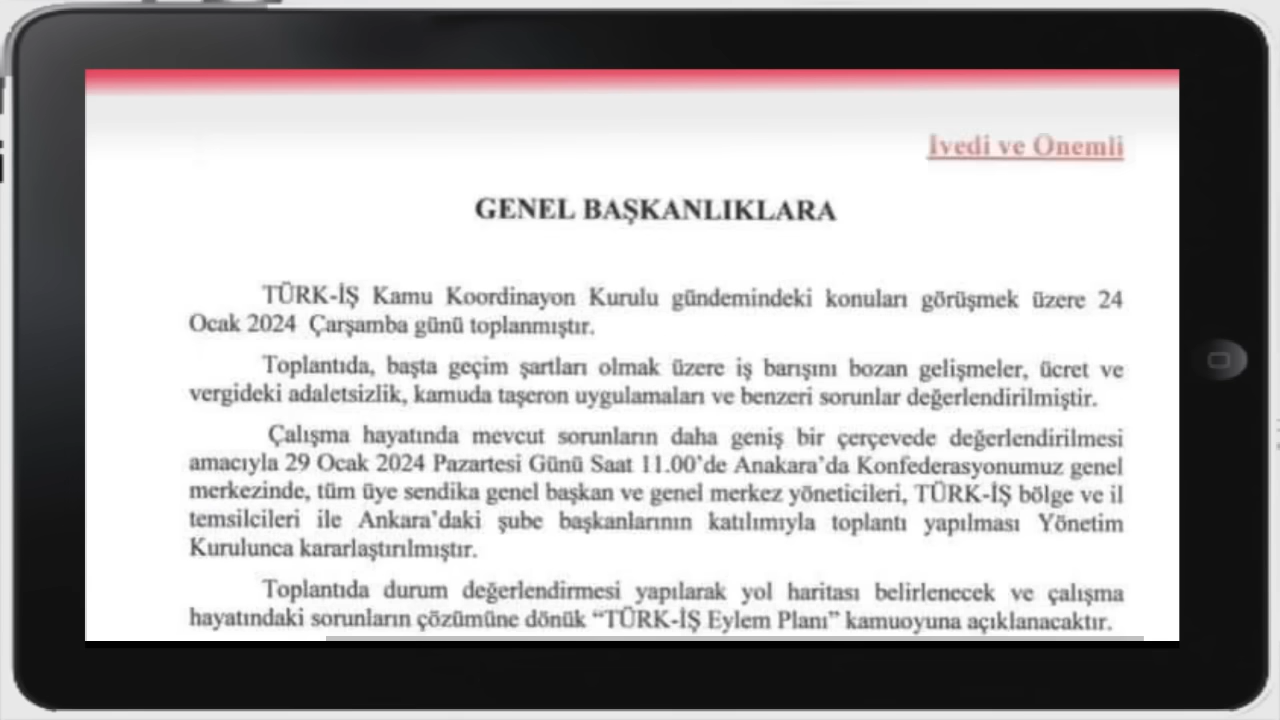 İvedi ve Önemli
GENEL BAŞKANLIKLARA
TÜRK-İŞ Kamu Koordinayon Kurulu gündemindeki konuları görüşmek üzere 24
Ocak 2024 Çarşamba günü toplanmıştır.
Toplantıda, başta geçim şartları olmak üzere iş barışını bozan gelişmeler, ücret ve
vergideki adaletsizlik, kamuda taşeron uygulamaları ve benzeri sorunlar değerlendirilmiştir.
Çalışma hayatında mevcut sorunların daha geniş bir çerçevede değerlendirilmesi
amacıyla 29 Ocak 2024 Pazartesi Günü Saat 11.00’de Anakara’da Konfederasyonumuz genel
merkezinde, tüm üye sendika genel başkan ve genel merkez yöneticileri, TÜRK-İŞ bölge ve il
temsilcileri ile Ankara’daki şube başkanlarının katılımıyla toplantı yapılması Yönetim
Kurulunca kararlaştırılmıştır.
Toplantıda durum değerlendirmesi yapılarak yol haritası belirlenecek ve çalışma
hayatındaki sorunların çözümüne dönük “TÜRK-İŞ Eylem Planı” kamuoyuna açıklanacaktır.